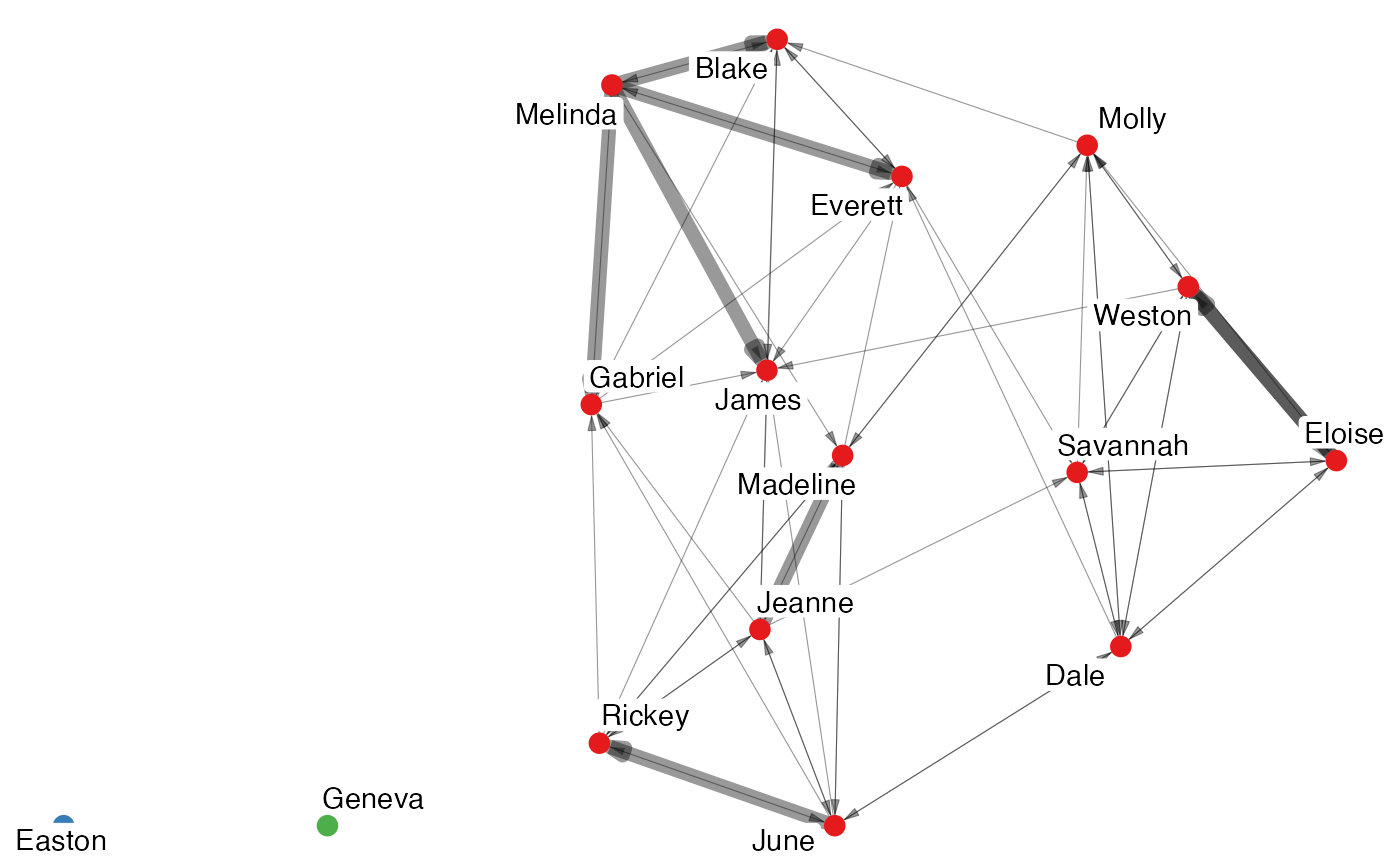 Blake
Melinda
Molly
Everett
Weston
Gabriel
James
Eloise
Savannah
Madeline
Jeanne
Dale
Rickey
Geneva
Easton
June